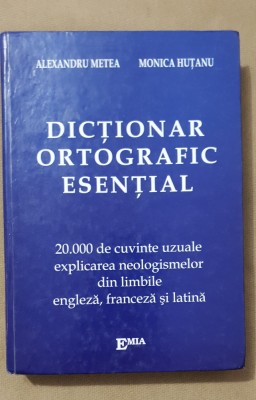 ALEXANDRU METEA MONICA HUȚANU
DICȚIONAR
ORTOGRAFIC
ESENȚIAL
20.000 de cuvinte uzuale
explicarea neologismelor
din limbile
engleză, franceză și latină
EMIA